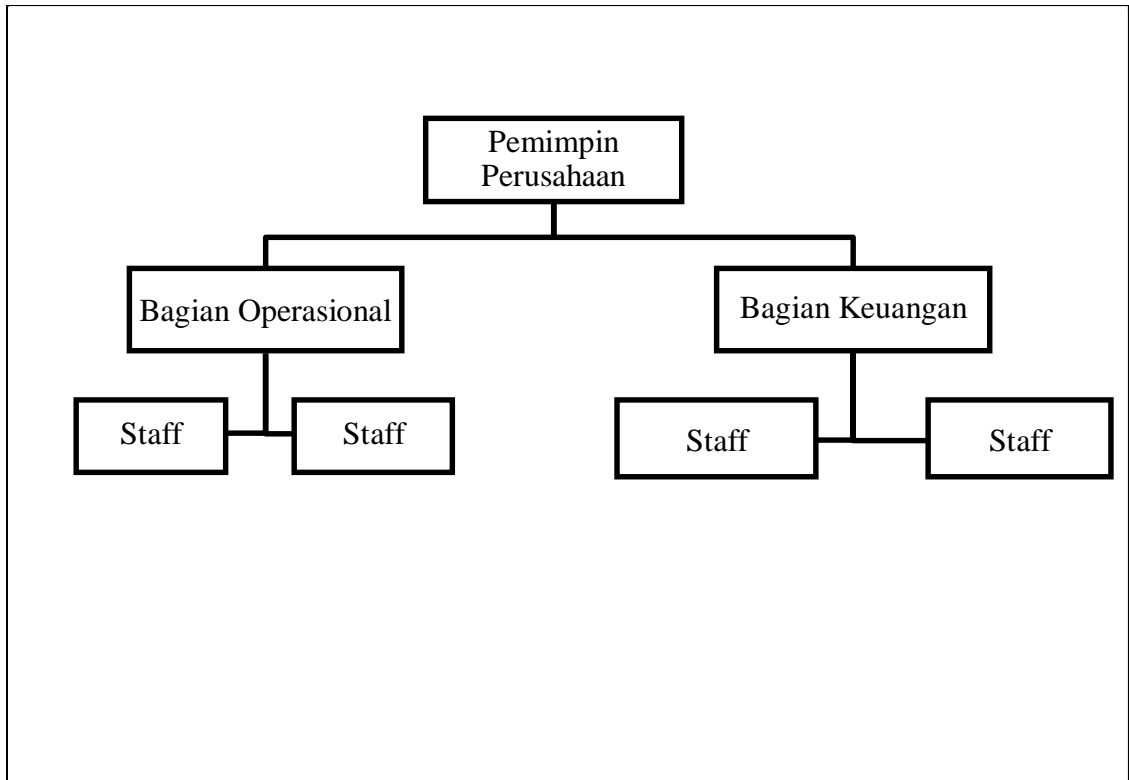 Pemimpin
Perusahaan
Bagian Operasional
Bagian Keuangan
Staff
Staff
Staff
Staff